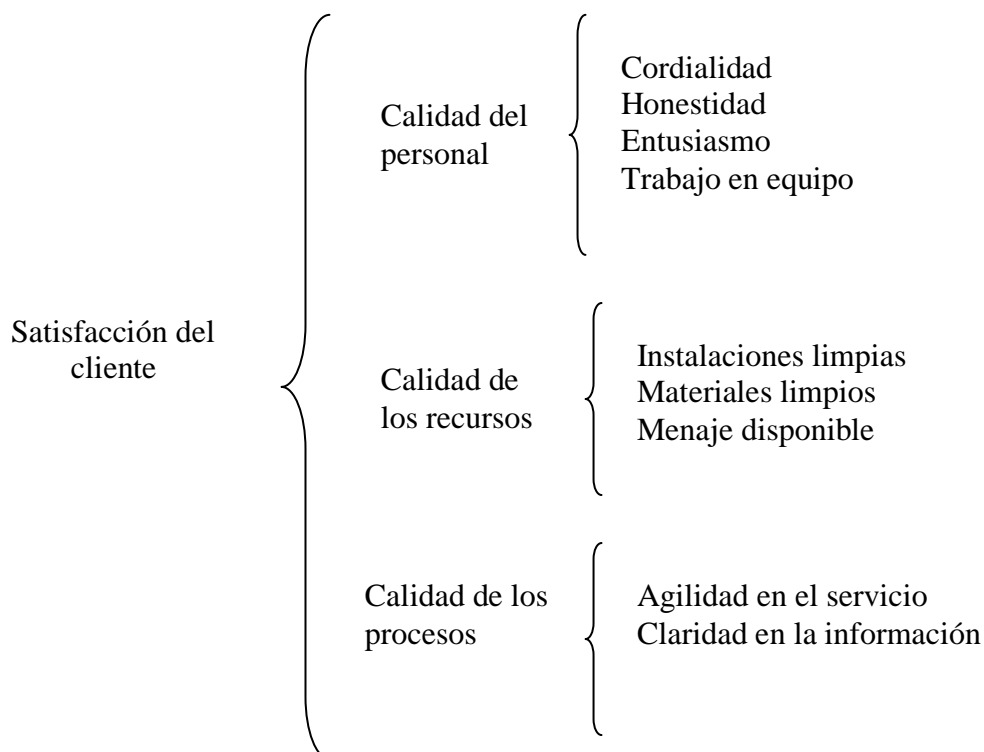 Satisfacción del
cliente
Calidad del
personal
Cordialidad
Honestidad
Entusiasmo
Trabajo en equipo
Calidad de
los recursos
Instalaciones limpias
Materiales limpios
Menaje disponible
Calidad de los
procesos
Agilidad en el servicio
Claridad en la información